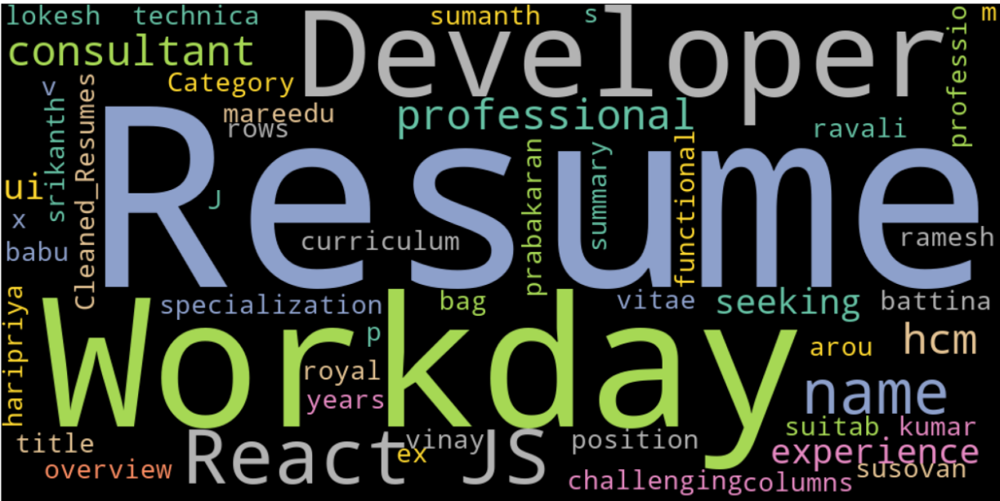 lokesh technica sumanth s m
consultant Developer professio
v Category
mareedu professional
rows ravali
srikanth Cleaned_Resumes Resume prabakaran summary functional
ui J
x curriculum ramesh
babu
specialization bag vitae seeking battina
haripriya Workday p arou hcm
royal name
years
suitab kumar
title React JS vinay position experience
ex
overview susovan
challenging columns